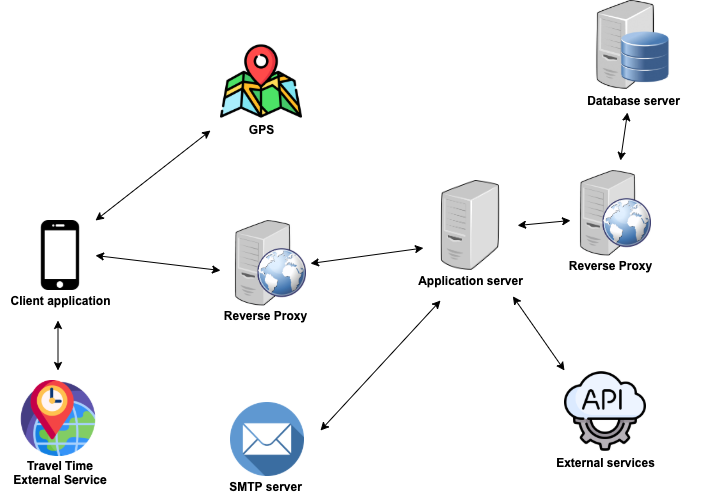 Database server
GPS
Reverse Proxy
Application server
Client application
Reverse Proxy
API
Travel Time
External Service
External services
SMTP server